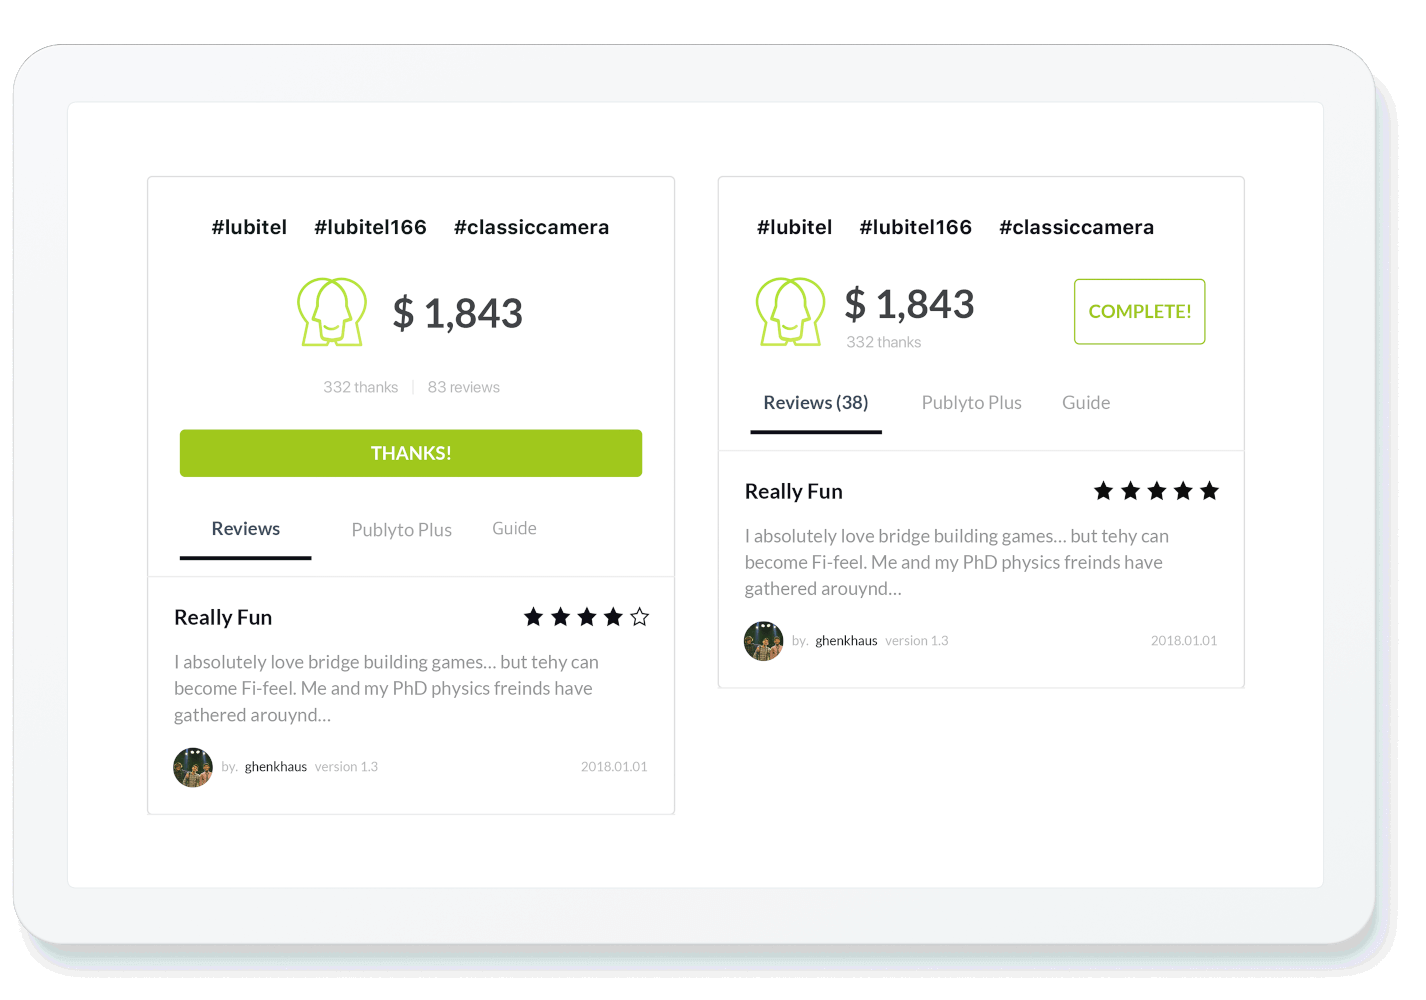 #lubitel #lubitel166 #classiccamera
$ 1,843
332 thanks | 83 reviews
THANKS!
Reviews Publyto Plus Guide
Really Fun
I absolutely love bridge building games... but tehy can
become Fi-feel. Me and my PhD physics freinds have
gathered arouynd...
by. ghenkhaus version 1.3 2018.01.01
#lubitel #lubitel166 #classiccamera
$ 1,843
332 thanks
COMPLETE!
Reviews (38) Publyto Plus Guide
Really Fun
I absolutely love bridge building games... but tehy can
become Fi-feel. Me and my PhD physics freinds have
gathered arouynd...
by. ghenkhaus version 1.3 2018.01.01